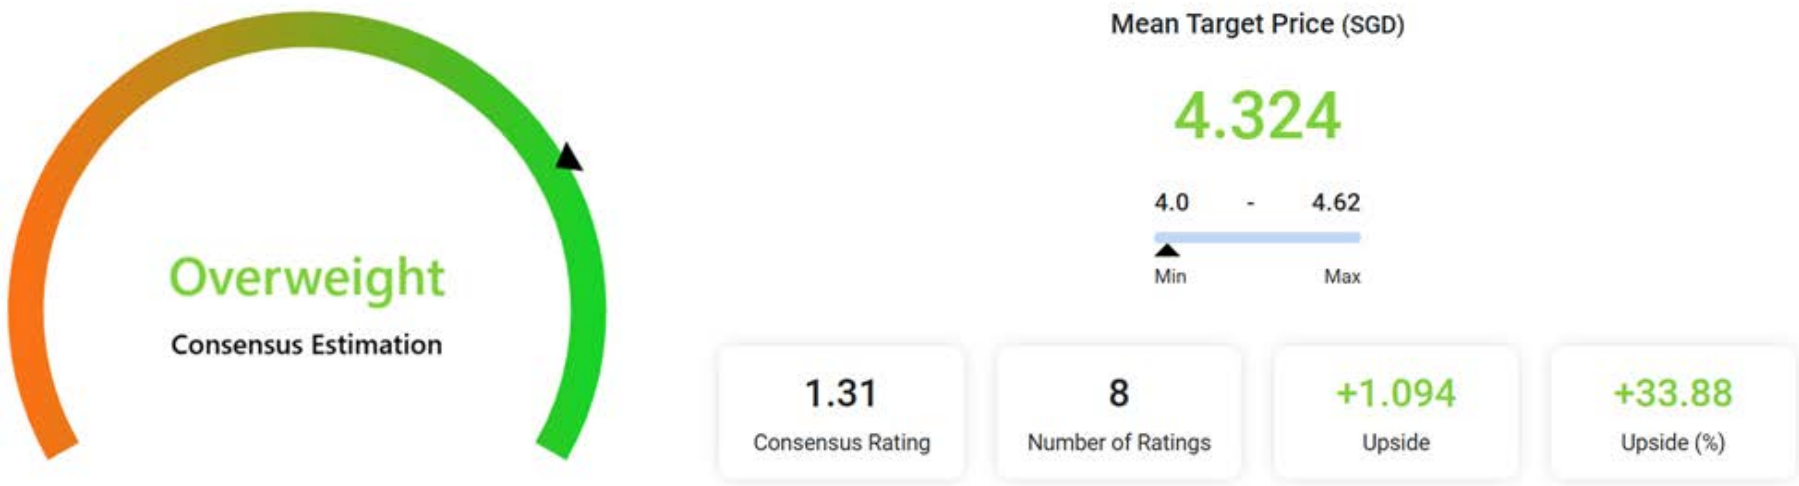 Overweight
Consensus Estimation
Mean Target Price (SGD)
4.324
4.0 - 4.62
Min Max
1.31
Consensus Rating
8
Number of Ratings
+1.094
Upside
+33.88
Upside (%)